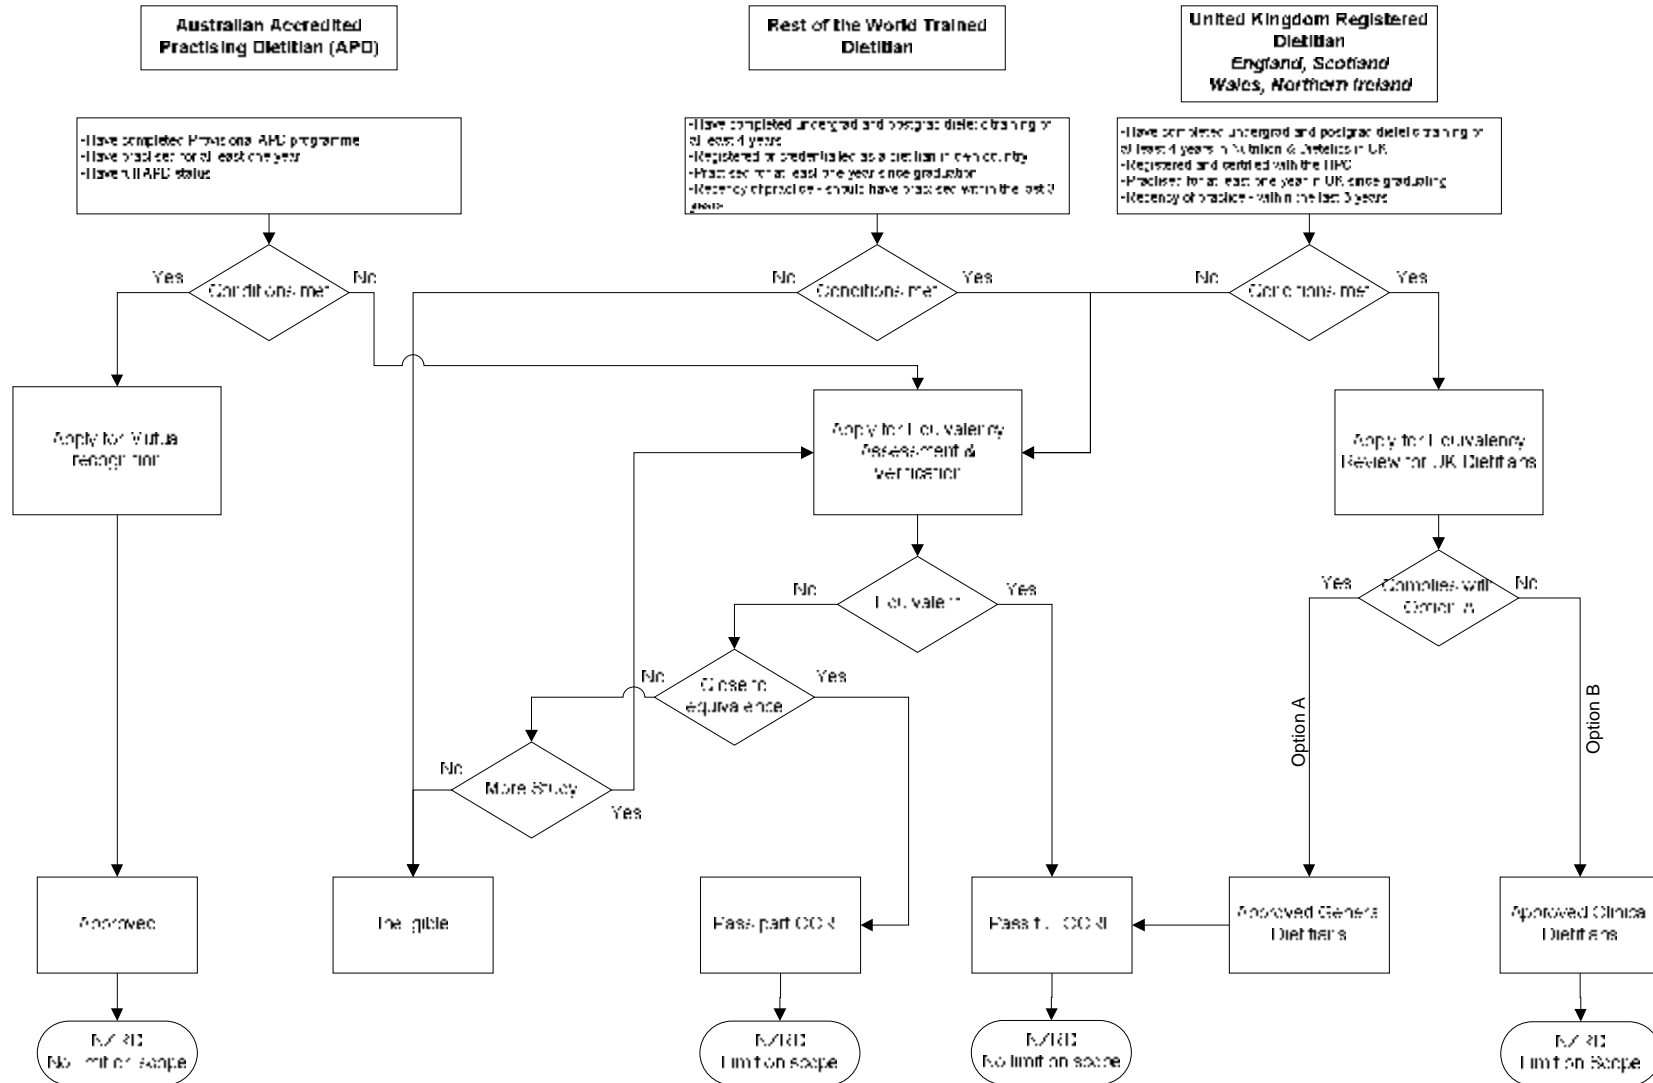 Australian Accredited
Practising Dietitian (APD)
Rest of the World Trained
Dietitian
United Kingdom Registered
Dietitian
England, Scotland
Wales, Northern Ireland
-Have completed Provisional APD programme
-Have practised for at least one year
-Have full APD status
-Have completed undergrad and postgrad dietetic training of
at least 4 years
-Registered or credentialled as a dietitian in own country
-Practised for at least one year since graduation
-Recency of practice - should have practised within the last 3
years
-Have completed undergrad and postgrad dietetic training of
at least 4 years in Nutrition & Dietetics in UK
-Registered and certified with the HPC
-Practised for at least one year in UK since graduating
-Recency of practice - within the last 3 years
Yes
Conditions met
No
No
Conditions met
Yes
No
Conditions met
Yes
Apply for Mutual
recognition
Apply for Equivalency
Assessment &
Verification
Apply for Equivalency
Review for UK Dietitians
No
Equivalent
Yes
Yes
Complies with
Option A
No
No
Close to
equivalence
Yes
Option A
Option B
No
More Study
Yes
Approved
Ineligible
Pass part
Pass full
Approved General
Dietitians
Approved Clinical
Dietitians
NZRD
No limit on scope
NZRD
Limit on scope
NZRD
No limit on scope
NZRD
Limit on Scope